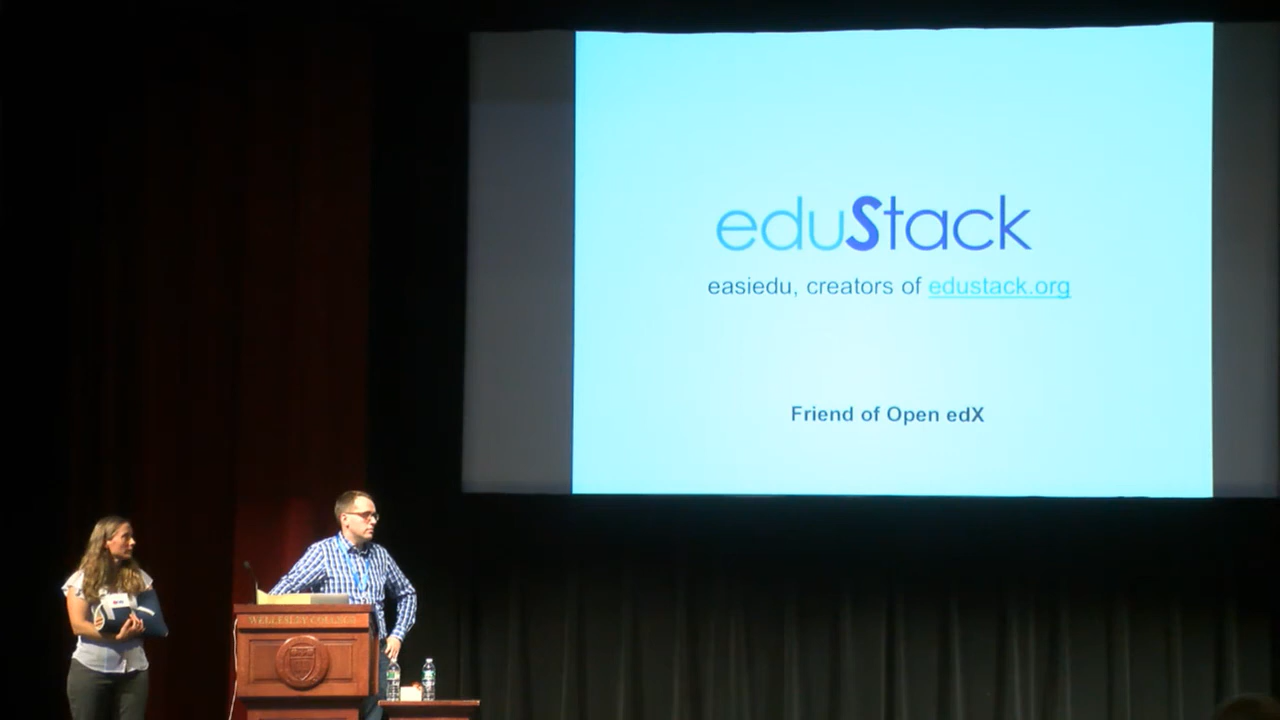 eduStack
easiedu, creators of edustack.org
Friend of Open edX
WELLESLEY COLLEGE